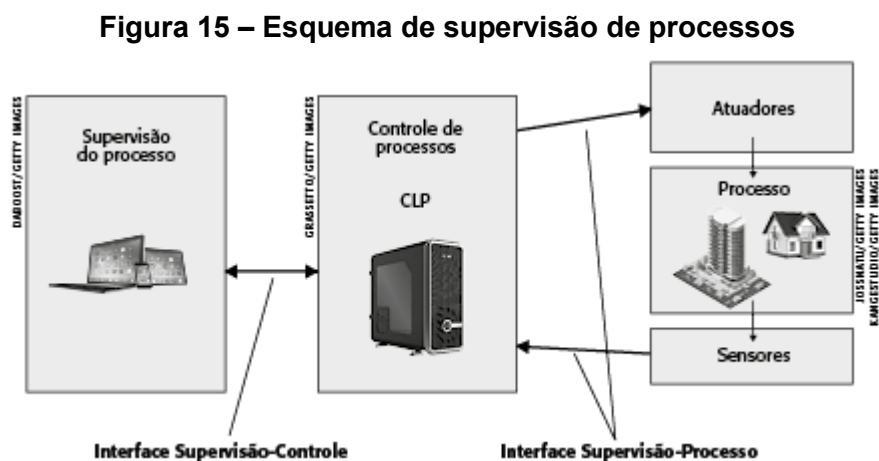 Figura 15 – Esquema de supervisão de processos
DABOOST/GETTY IMAGES
Supervisão
do processo
GRASSETTO/GETTY IMAGES
Controle de
processos
CLP
Atuadores
Processo
JOSSNATU/GETTY IMAGES
KANGESTUDIO/GETTY IMAGES
Sensores
Interface Supervisão-Controle
Interface Supervisão-Processo